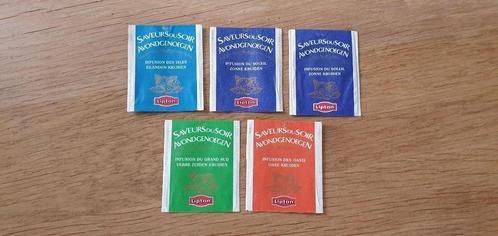 SAVEURS DU SOIR
AVONDGENOEGEN
INFUSION DES ISLES
EILANDEN KRUIDEN
Lipton
SAVEURS DU SOIR
AVONDGENOEGEN
INFUSION DU SOLEIL
ZONNE KRUIDEN
Lipton
SAVEURS DU SOIR
AVONDGENOEGEN
INFUSION DU SOLEIL
ZONNE KRUIDEN
Lipton
SAVEURS DU SOIR
AVONDGENOEGEN
INFUSION DU GRAND SUD
VERRE ZUIDEN KRUIDEN
Lipton
SAVEURS DU SOIR
AVONDGENOEGEN
INFUSION DES OASIS
OASE KRUIDEN
Lipton